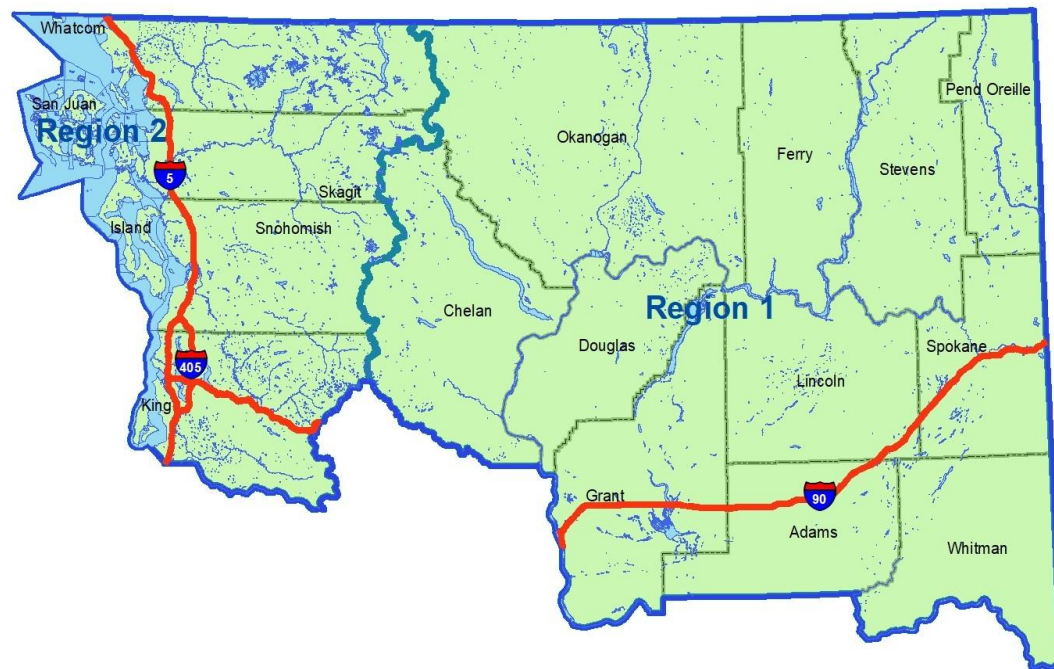 Whatcom
San Juan
Region 2
5
Skagit
Island
Snohomish
405
King
Okanogan
Ferry
Pend Oreille
Stevens
Chelan
Region 1
Douglas
Spokane
Lincoln
Grant
90
Adams
Whitman